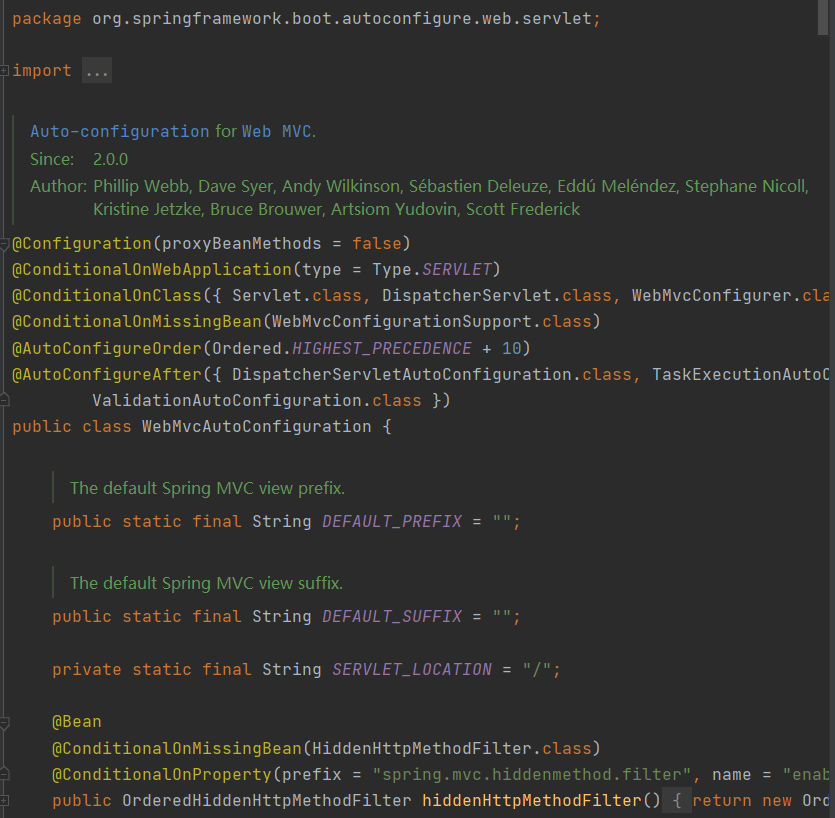 package org.springframework.boot.autoconfigure.web.servlet;
import ...
Auto-configuration for Web MVC.
Since: 2.0.0
Author: Phillip Webb, Dave Syer, Andy Wilkinson, Sébastien Deleuze, Eddú Meléndez, Stephane Nicoll,
Kristine Jetzke, Bruce Brouwer, Artsiom Yudovin, Scott Frederick
@Configuration(proxyBeanMethods = false)
@ConditionalOnWebApplication(type = Type.SERVLET)
@ConditionalOnClass({ Servlet.class, DispatcherServlet.class, WebMvcConfigurer.cla
@ConditionalOnMissingBean(WebMvcConfigurationSupport.class)
@AutoConfigureOrder(Ordered.HIGHEST_PRECEDENCE + 10)
@AutoConfigureAfter({ DispatcherServletAutoConfiguration.class, TaskExecutionAutoC
ValidationAutoConfiguration.class })
public class WebMvcAutoConfiguration {
The default Spring MVC view prefix.
public static final String DEFAULT_PREFIX = "";
The default Spring MVC view suffix.
public static final String DEFAULT_SUFFIX = "";
private static final String SERVLET_LOCATION = "/";
@Bean
@ConditionalOnMissingBean(HiddenHttpMethodFilter.class)
@ConditionalOnProperty(prefix = "spring.mvc.hiddenmethod.filter", name = "enab
public OrderedHiddenHttpMethodFilter hiddenHttpMethodFilter() { return new Ord